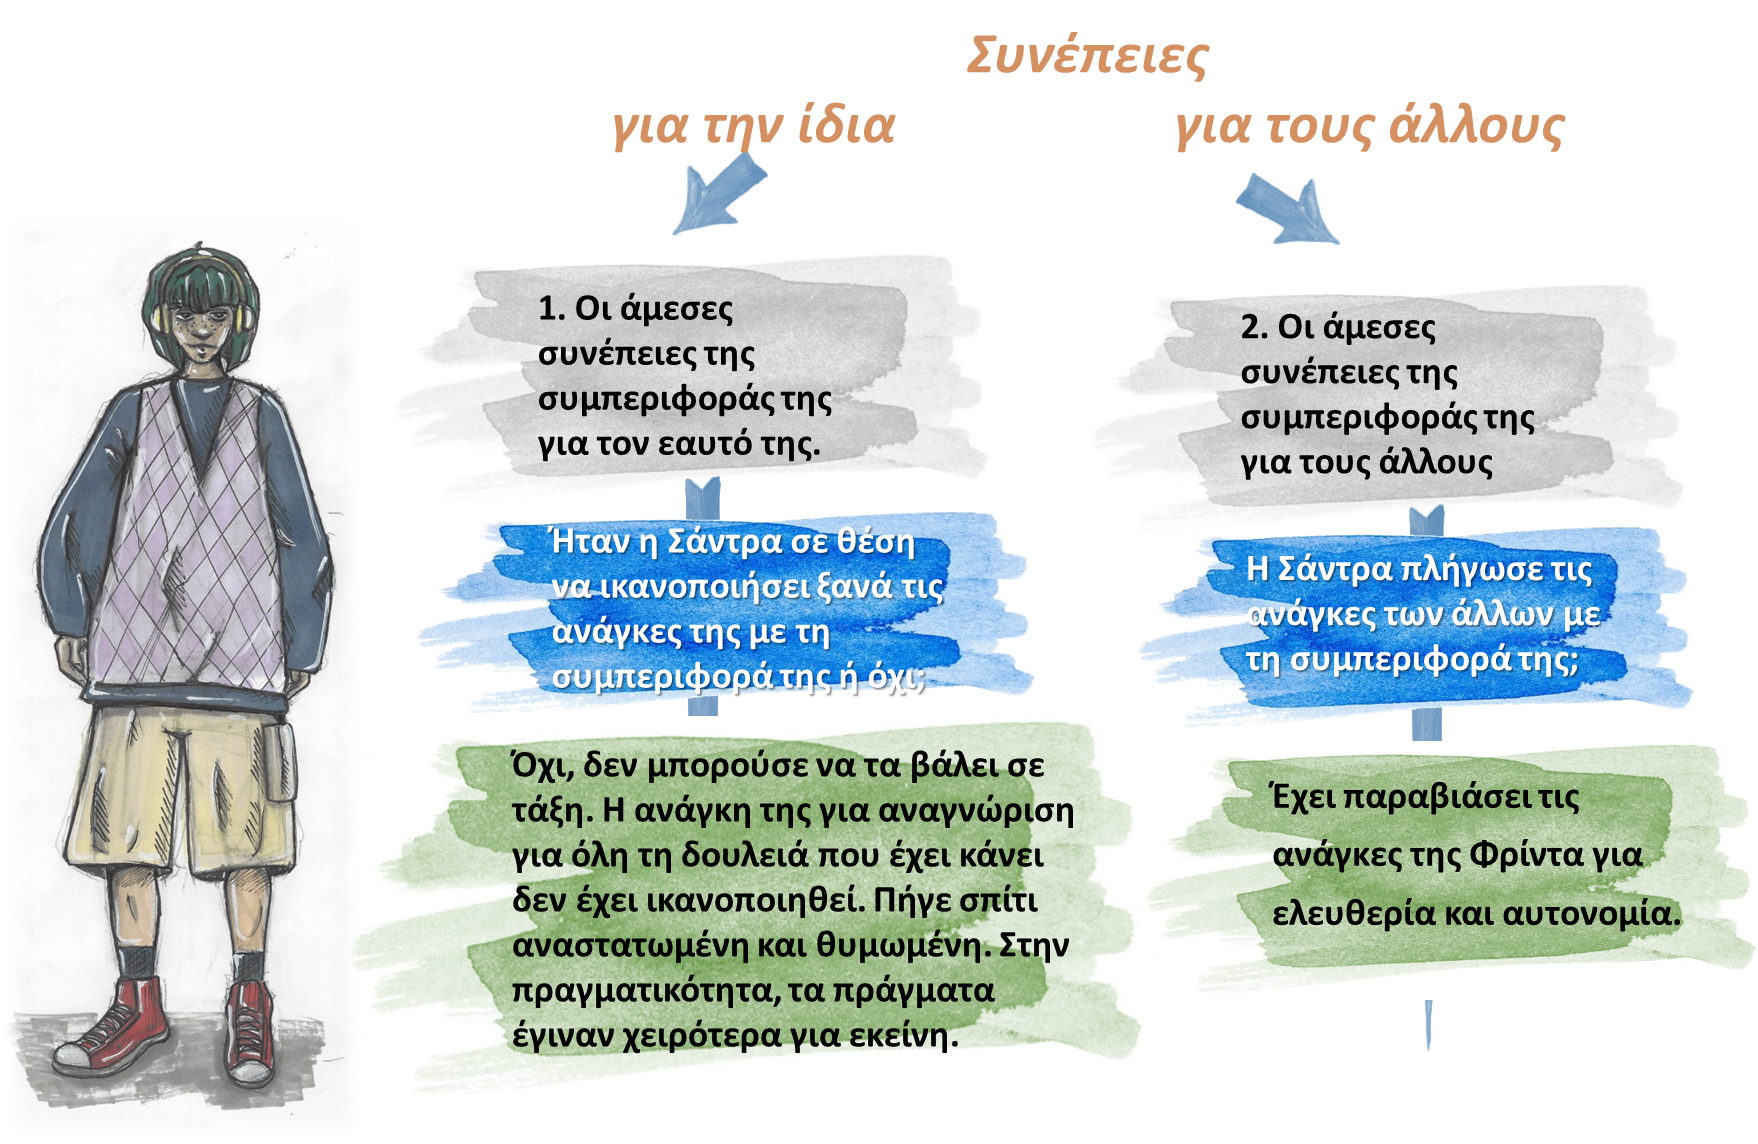 Συνέπειες
για την ίδια
για τους άλλους
1. Οι άμεσες
συνέπειες της
συμπεριφοράς της
για τον εαυτό της.
Ήταν η Σάντρα σε θέση
να ικανοποιήσει ξανά τις
ανάγκες της με τη
συμπεριφορά της ή όχι;
Όχι, δεν μπορούσε να τα βάλει σε
τάξη. Η ανάγκη της για αναγνώριση
για όλη τη δουλειά που έχει κάνει
δεν έχει ικανοποιηθεί. Πήγε σπίτι
αναστατωμένη και θυμωμένη. Στην
πραγματικότητα, τα πράγματα
έγιναν χειρότερα για εκείνη.
2. Οι άμεσες
συνέπειες της
συμπεριφοράς της
για τους άλλους
Η Σάντρα πλήγωσε τις
ανάγκες των άλλων με
τη συμπεριφορά της;
Έχει παραβιάσει τις
ανάγκες της Φρίντα για
ελευθερία και αυτονομία.